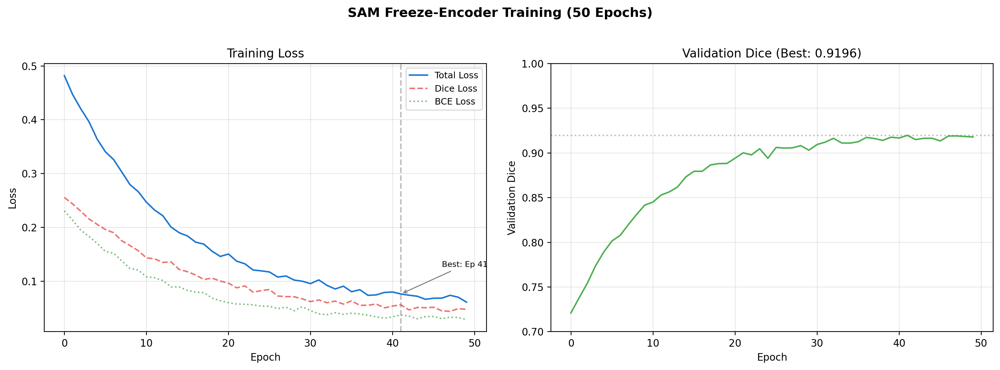 SAM Freeze-Encoder Training (50 Epochs)
Training Loss
0.5
0.4
0.3
0.2
0.1
Loss
Total Loss
Dice Loss
BCE Loss
Best: Ep 41
0 10 20 30 40 50
Epoch
Validation Dice (Best: 0.9196)
1.00
0.95
0.90
0.85
0.80
0.75
0.70
Validation Dice
0 10 20 30 40 50
Epoch